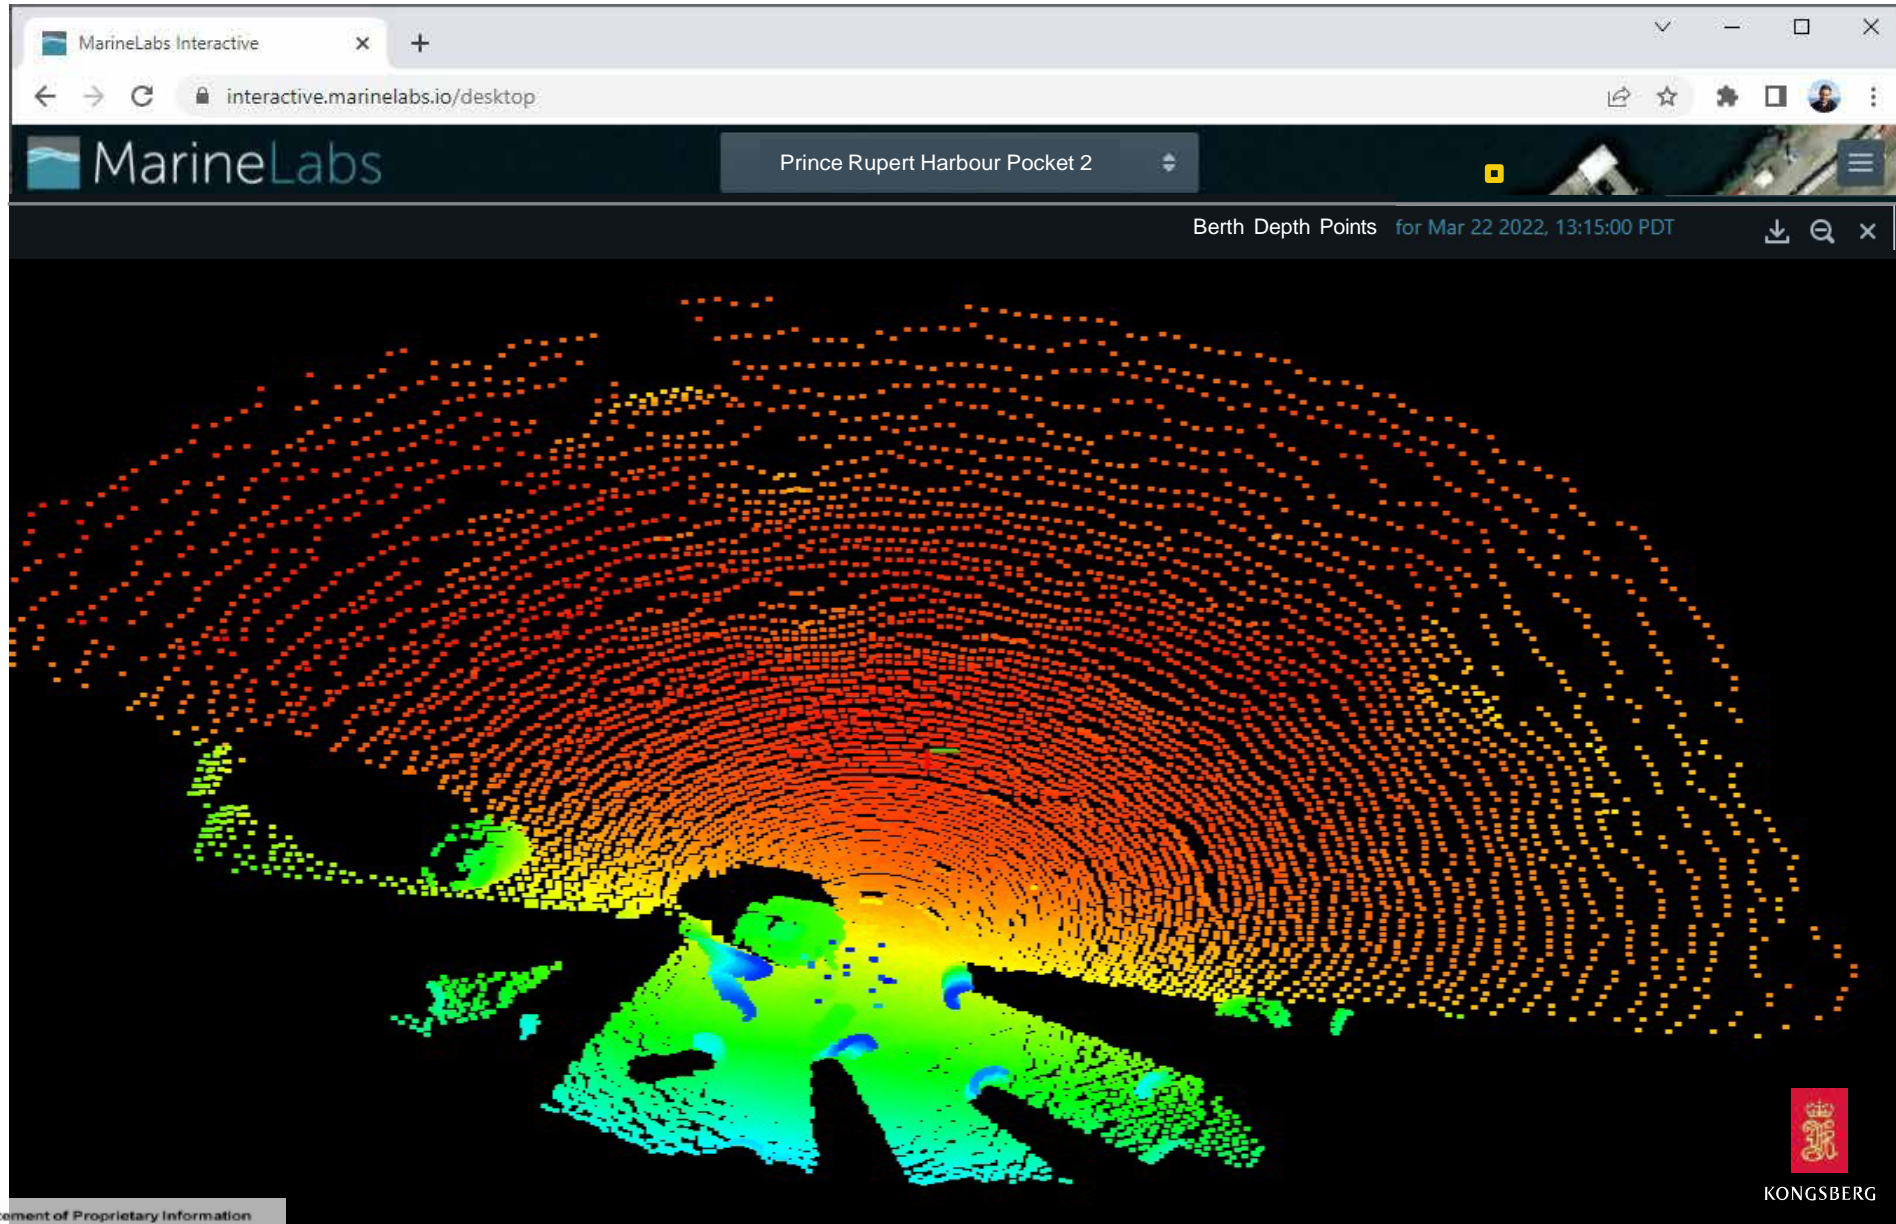 MarineLabs Interactive
interactive.marinelabs.io/desktop
MarineLabs
Prince Rupert Harbour Pocket 2
Berth Depth Points for Mar 22 2022, 13:15:00 PDT
KONGSBERG
of Proprietary Information